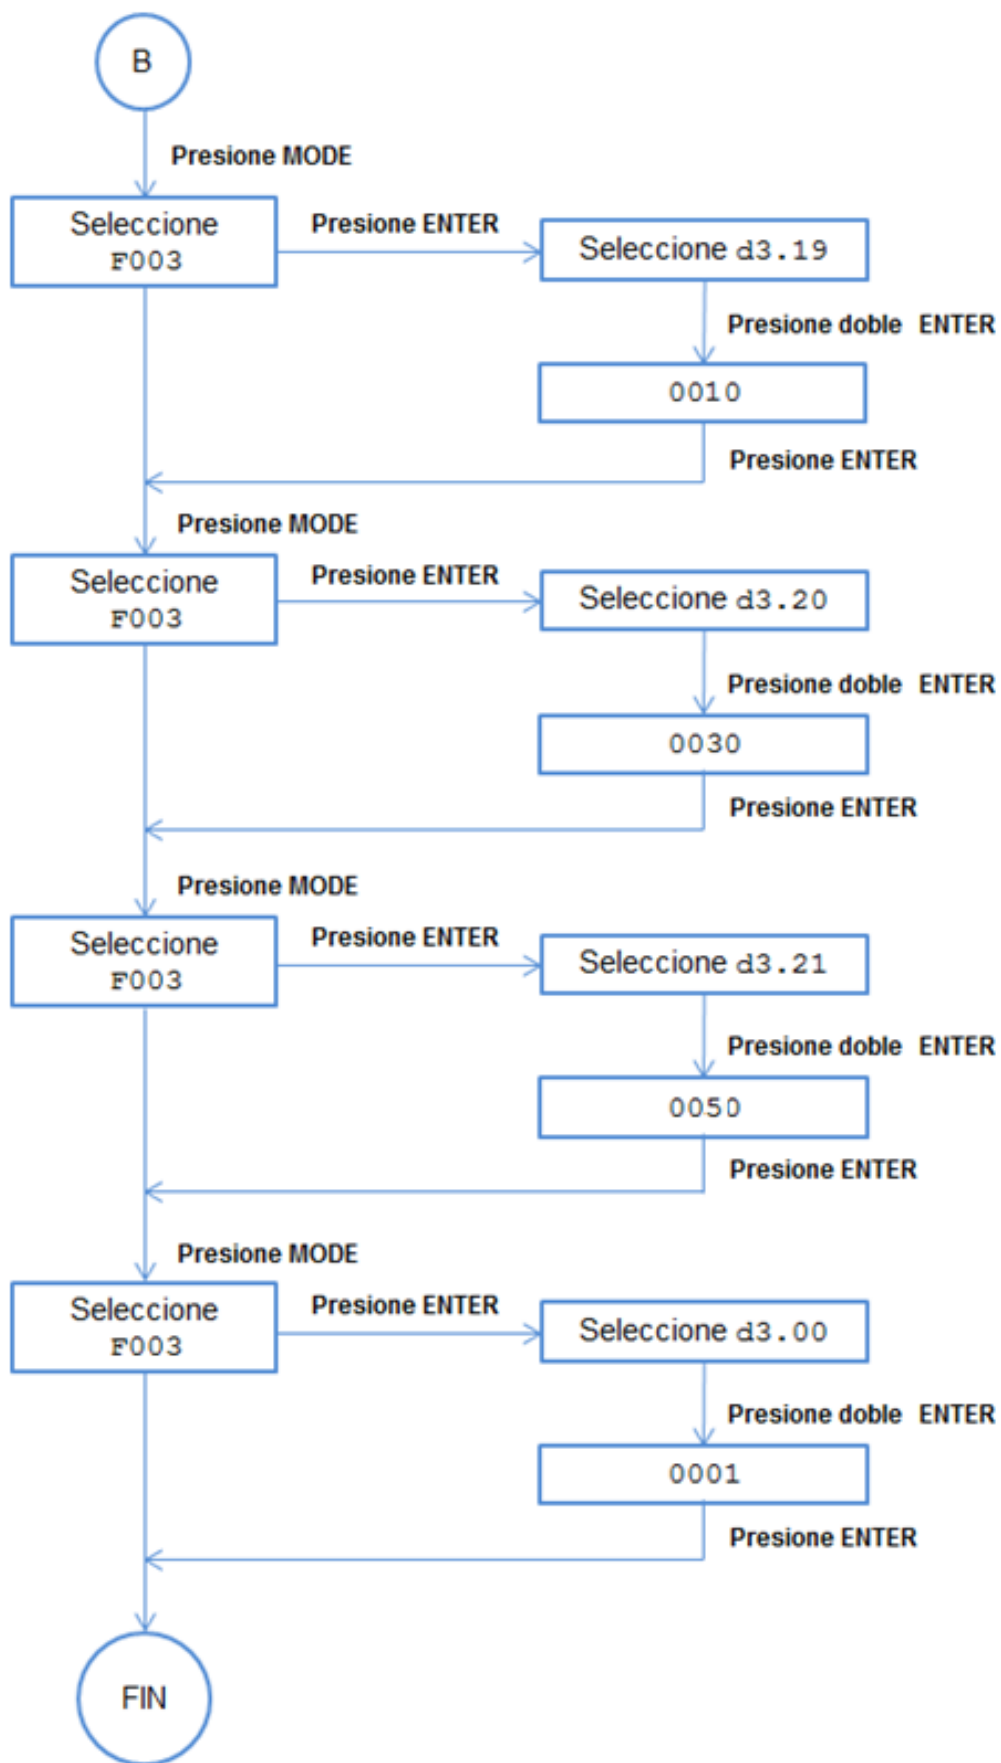 B
Presione MODE
Seleccione
F003
Presione ENTER
Seleccione d3.19
Presione doble ENTER
0010
Presione ENTER
Presione MODE
Seleccione
F003
Presione ENTER
Seleccione d3.20
Presione doble ENTER
0030
Presione ENTER
Presione MODE
Seleccione
F003
Presione ENTER
Seleccione d3.21
Presione doble ENTER
0050
Presione ENTER
Presione MODE
Seleccione
F003
Presione ENTER
Seleccione d3.00
Presione doble ENTER
0001
Presione ENTER
FIN